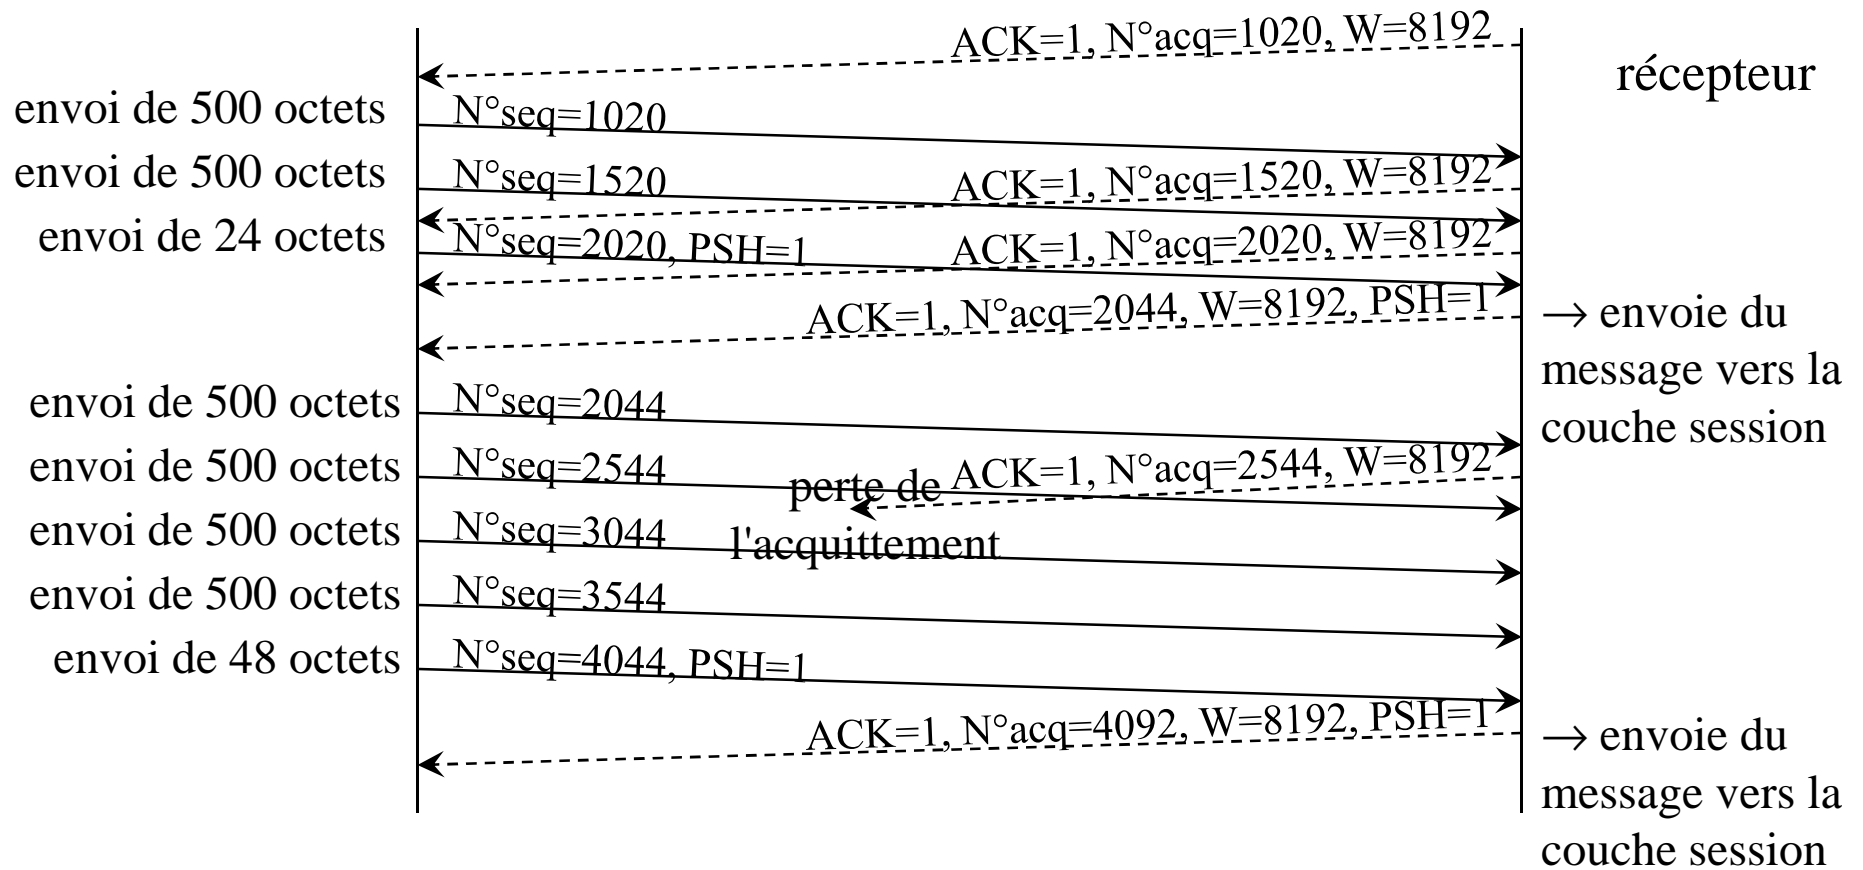 ACK=1, N°acq=1020, W=8192
récepteur
envoi de 500 octets
N°seq=1020
envoi de 500 octets
N°seq=1520
ACK=1, N°acq=1520, W=8192
envoi de 24 octets
N°seq=2020, PSH=1
ACK=1, N°acq=2020, W=8192
ACK=1, N°acq=2044, W=8192, PSH=1
→ envoie du
message vers la
couche session
envoi de 500 octets
N°seq=2044
envoi de 500 octets
N°seq=2544
ACK=1, N°acq=2544, W=8192
perte de
l'acquittement
envoi de 500 octets
N°seq=3044
envoi de 500 octets
N°seq=3544
envoi de 48 octets
N°seq=4044, PSH=1
ACK=1, N°acq=4092, W=8192, PSH=1
→ envoie du
message vers la
couche session